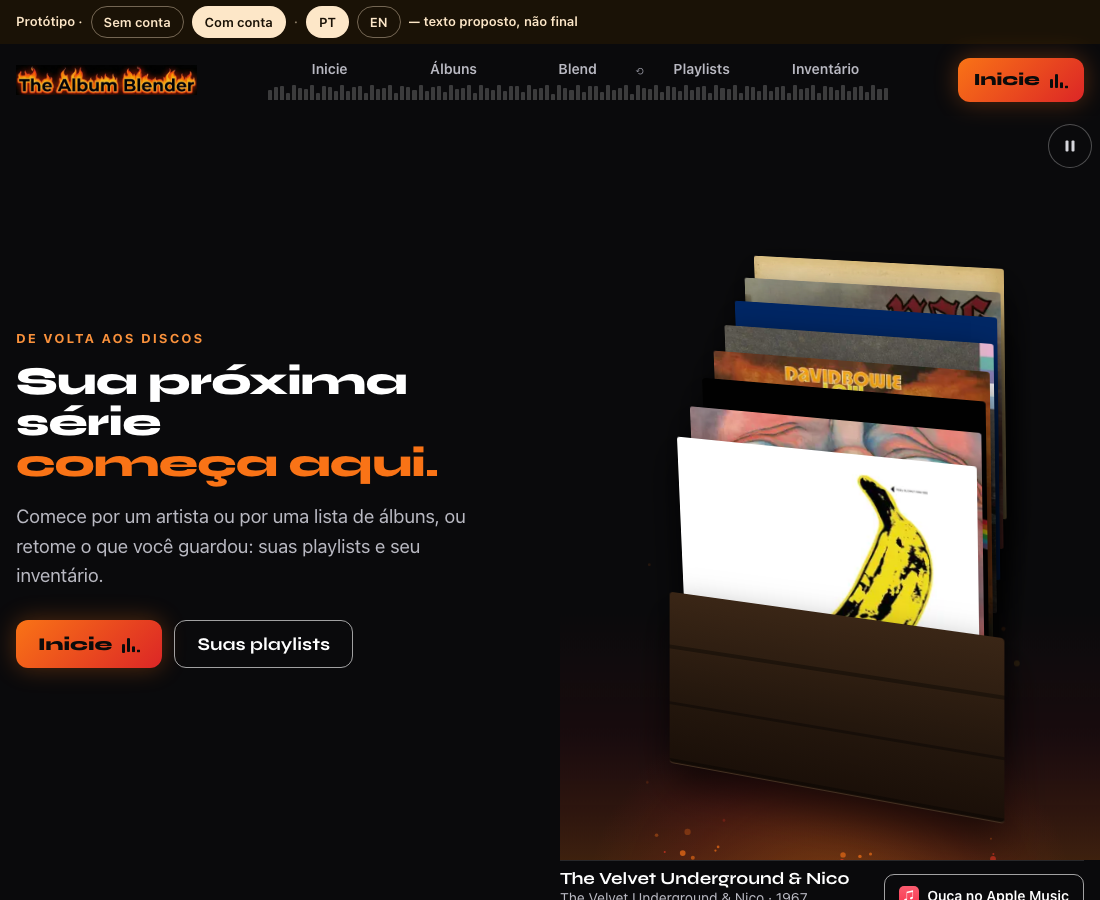 Protótipo · Sem conta Com conta · PT EN — texto proposto, não final
The Album Blender
Inicie Álbuns Blend Playlists Inventário
Inicie
DE VOLTA AOS DISCOS
Sua próxima
série
começa aqui.
Comece por um artista ou por uma lista de álbuns, ou
retome o que você guardou: suas playlists e seu
inventário.
Inicie
Suas playlists
DAVID BOWIE
The Velvet Underground & Nico
The Velvet Underground & Nico · 1967
Ouça no Apple Music